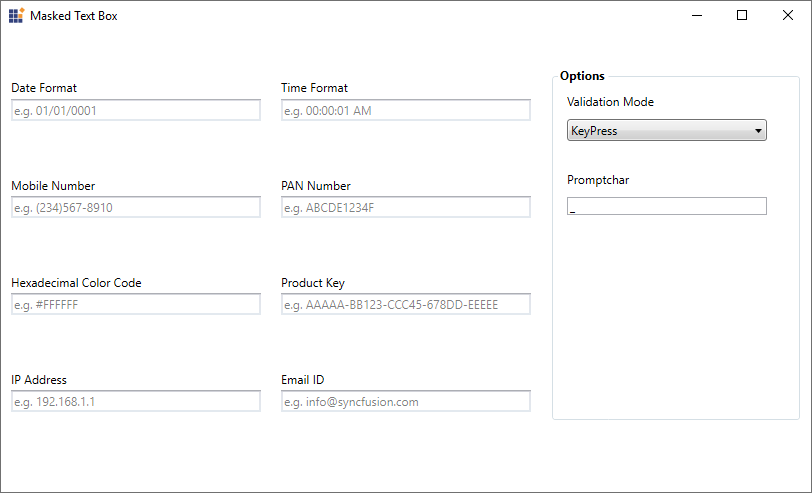 Masked Text Box
Date Format
e.g. 01/01/0001
Time Format
e.g. 00:00:01 AM
Mobile Number
e.g. (234)567-8910
PAN Number
e.g. ABCDE1234F
Hexadecimal Color Code
e.g. #FFFFFF
Product Key
e.g. AAAAA-BB123-CCC45-678DD-EEEEE
IP Address
e.g. 192.168.1.1
Email ID
e.g. info@syncfusion.com
Options
Validation Mode
KeyPress
Promptchar
_